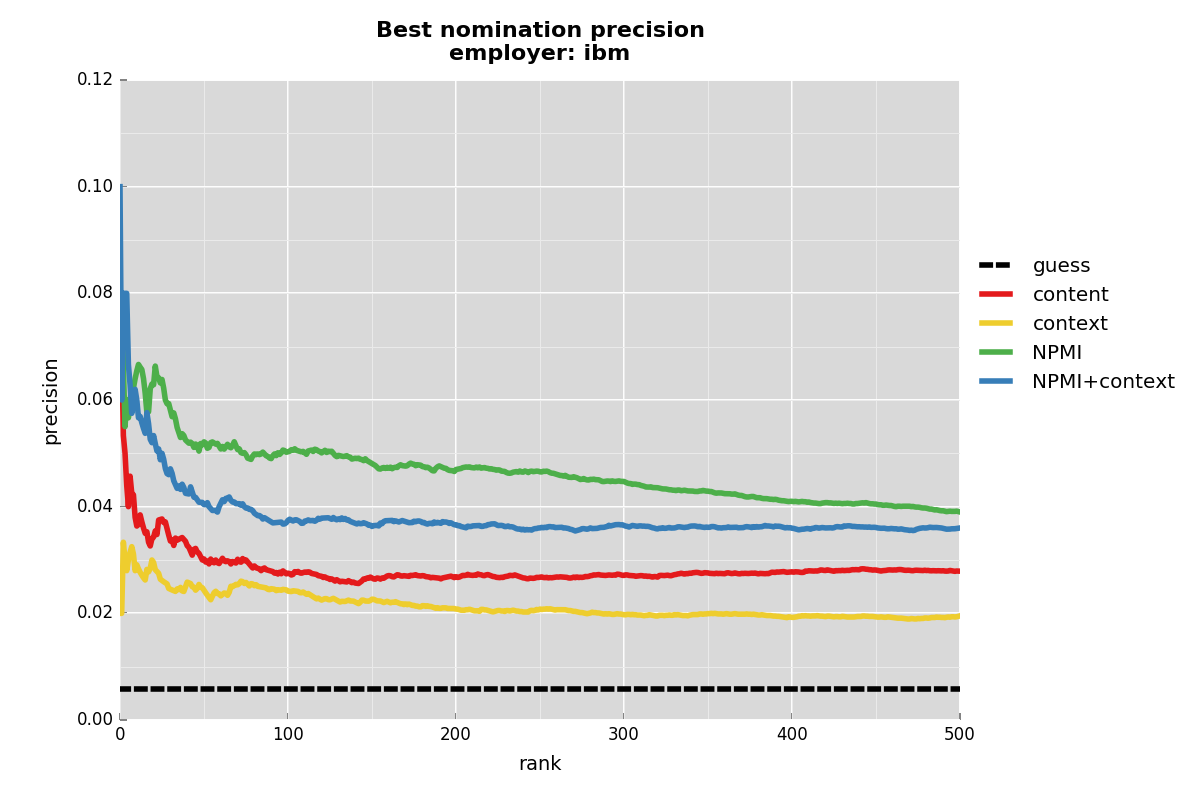 Best nomination precision
employer: ibm
precision
0.12
0.10
0.08
0.06
0.04
0.02
0.00
0
100
200
300
400
500
rank
guess
content
context
NPMI
NPMI+context